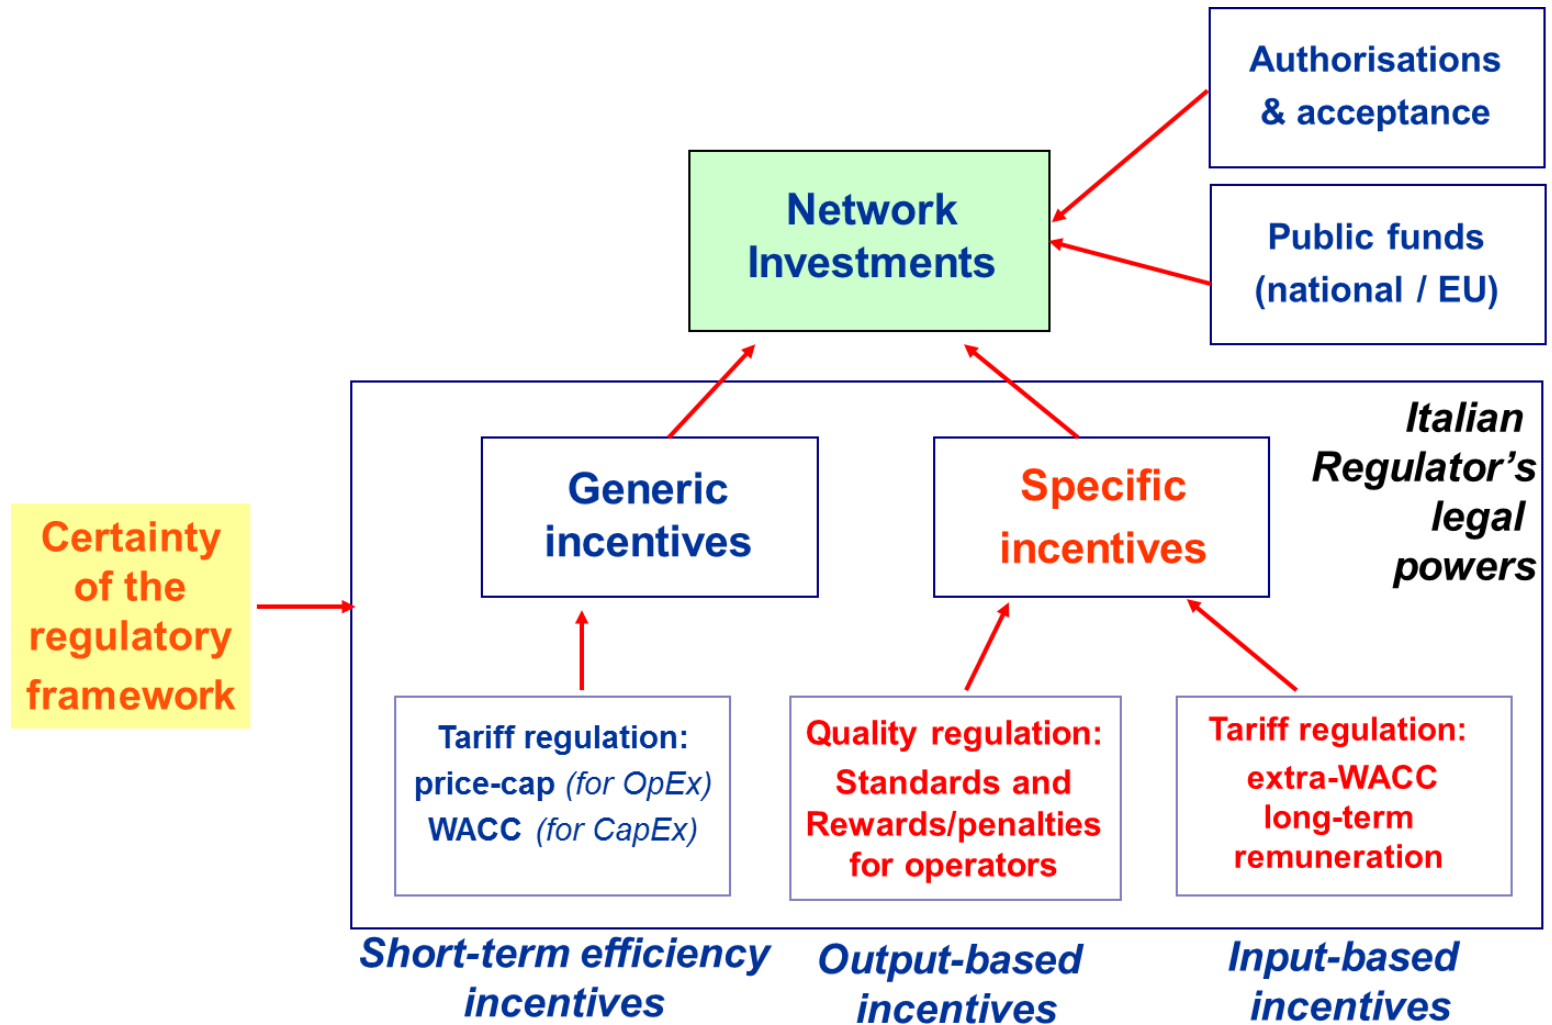 Authorisations
& acceptance
Network
Investments
Public funds
(national / EU)
Italian
Regulator’s
legal
powers
Generic
incentives
Specific
incentives
Certainty
of the
regulatory
framework
Tariff regulation:
price-cap (for OpEx)
WACC (for CapEx)
Quality regulation:
Standards and
Rewards/penalties
for operators
Tariff regulation:
extra-WACC
long-term
remuneration
Short-term efficiency
incentives
Output-based
incentives
Input-based
incentives